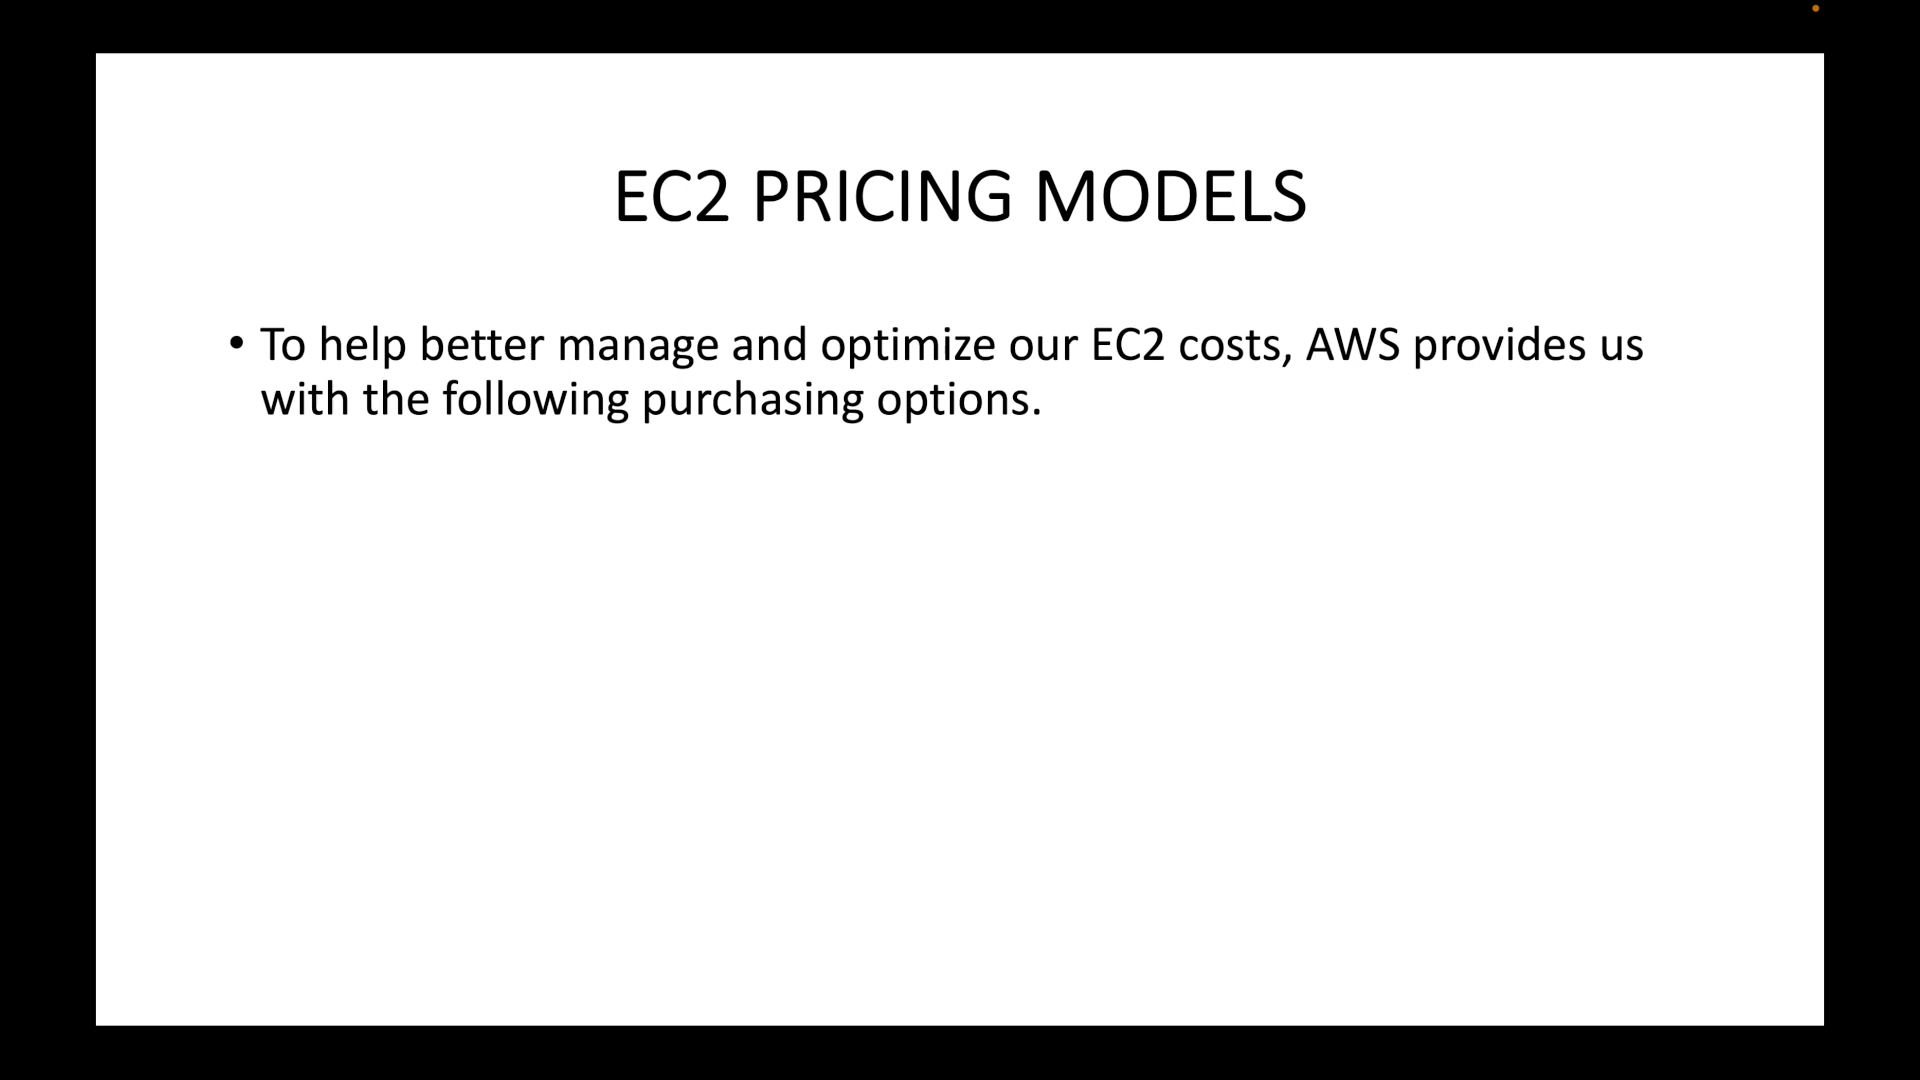 EC2 PRICING MODELS
• To help better manage and optimize our EC2 costs, AWS provides us
with the following purchasing options.